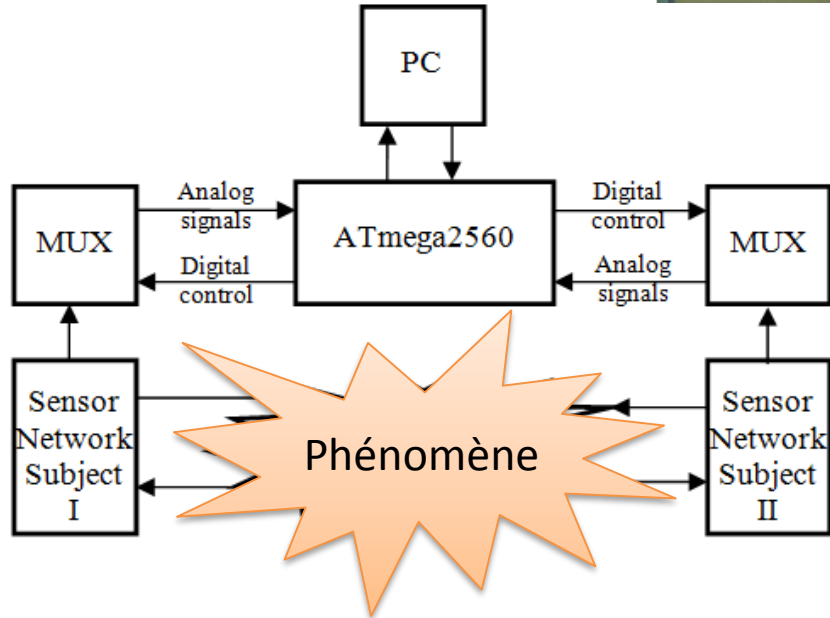 PC
Analog
signals
Digital
control
MUX
ATmega2560
MUX
Digital
control
Analog
signals
Sensor
Network
Subject
I
Phénomène
Sensor
Network
Subject
II